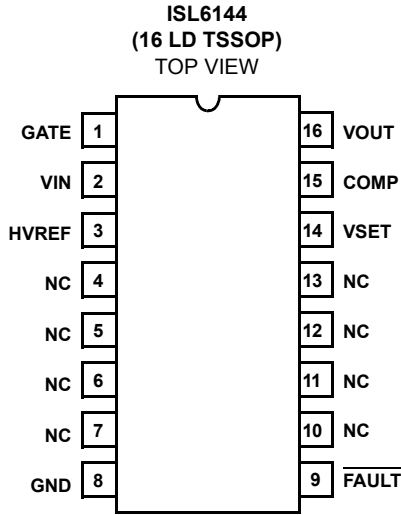 ISL6144
(16 LD TSSOP)
TOP VIEW
GATE 1 16 VOUT
VIN 2 15 COMP
HVREF 3 14 VSET
NC 4 13 NC
NC 5 12 NC
NC 6 11 NC
NC 7 10 NC
GND 8 9 FAULT